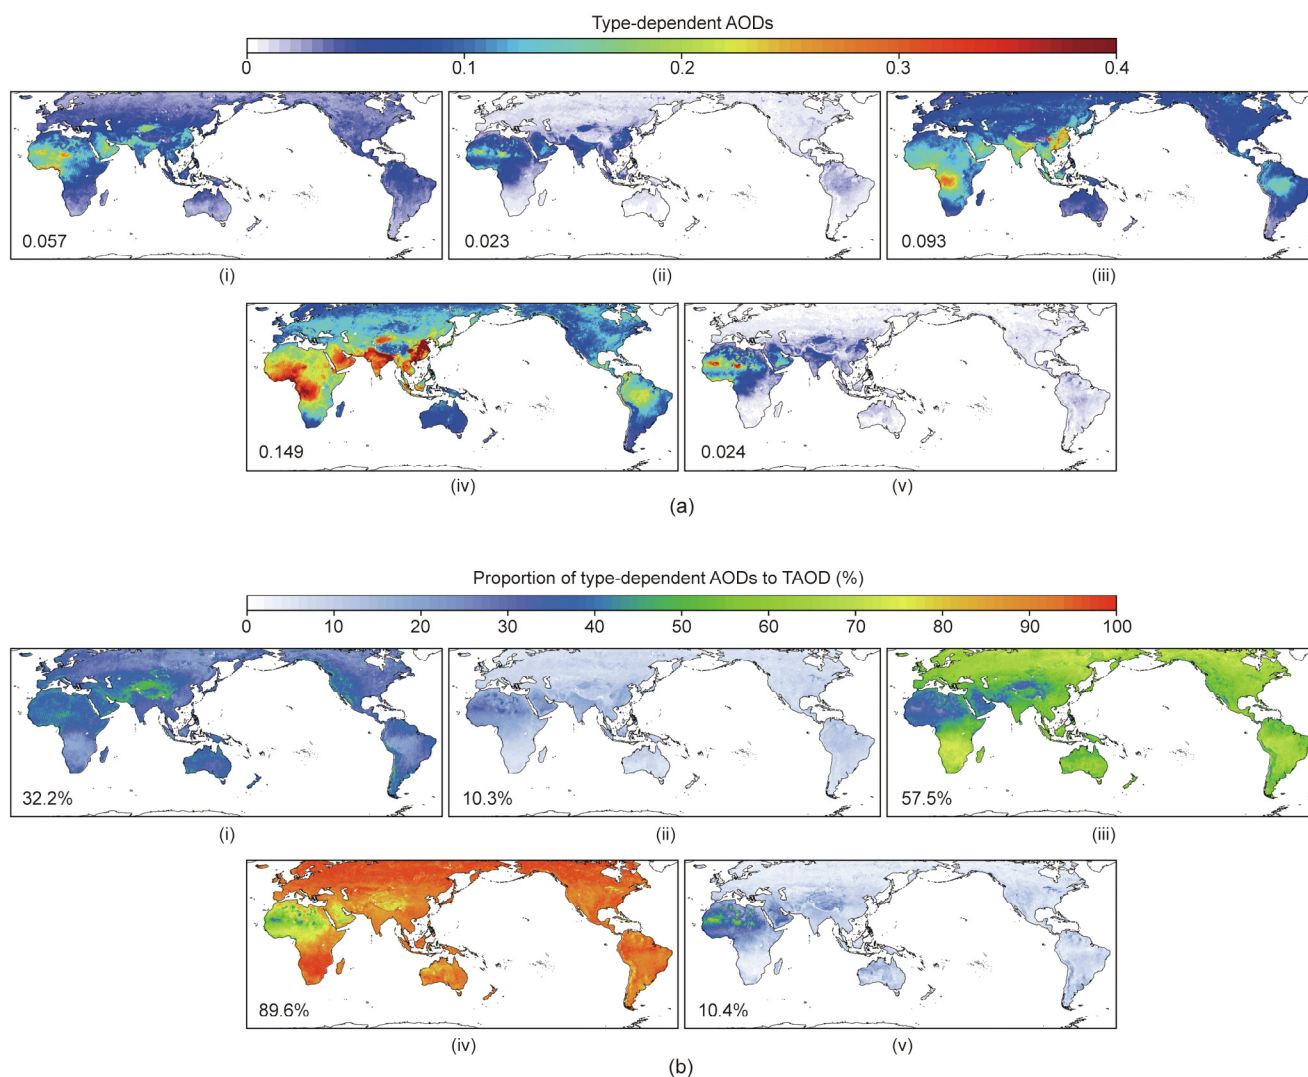 Type-dependent AODs
0 0.1 0.2 0.3 0.4
0.057 0.023 0.093
(i) (ii) (iii)
0.149 0.024
(iv) (v)
(a)
Proportion of type-dependent AODs to TAOD (%)
0 10 20 30 40 50 60 70 80 90 100
32.2% 10.3% 57.5%
(i) (ii) (iii)
89.6% 10.4%
(iv) (v)
(b)